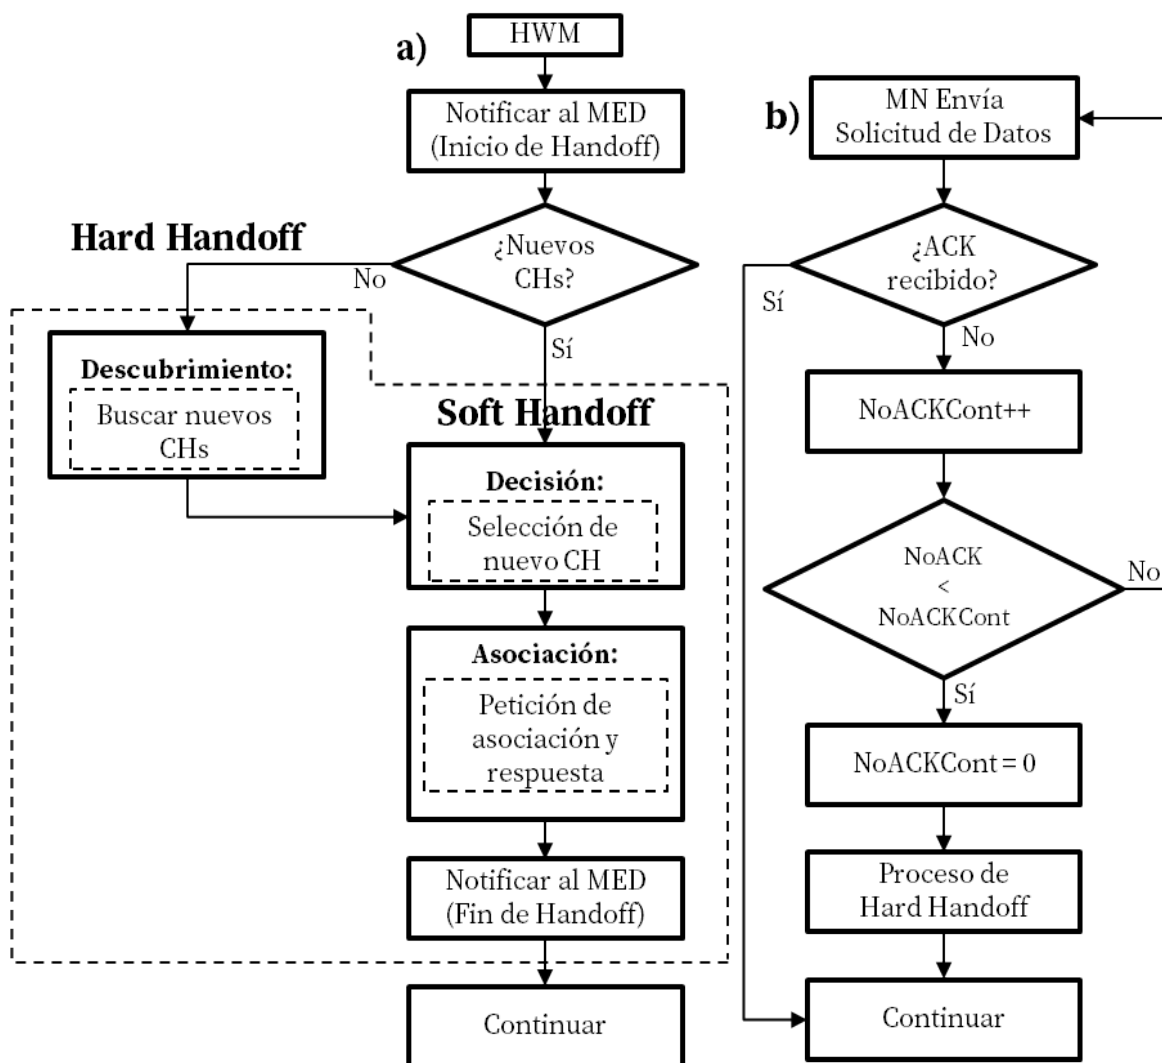 a)
HWM
Notificar al MED
(Inicio de Handoff)
Hard Handoff
¿Nuevos
CHs?
No
Sí
Descubrimiento:
Buscar nuevos
CHs
Soft Handoff
Decisión:
Selección de
nuevo CH
Asociación:
Petición de
asociación y
respuesta
Notificar al MED
(Fin de Handoff)
Continuar
b)
MN Envía
Solicitud de Datos
¿ACK
recibido?
Sí
No
NoACKCont++
NoACK
<
NoACKCont
No
Sí
NoACKCont = 0
Proceso de
Hard Handoff
Continuar